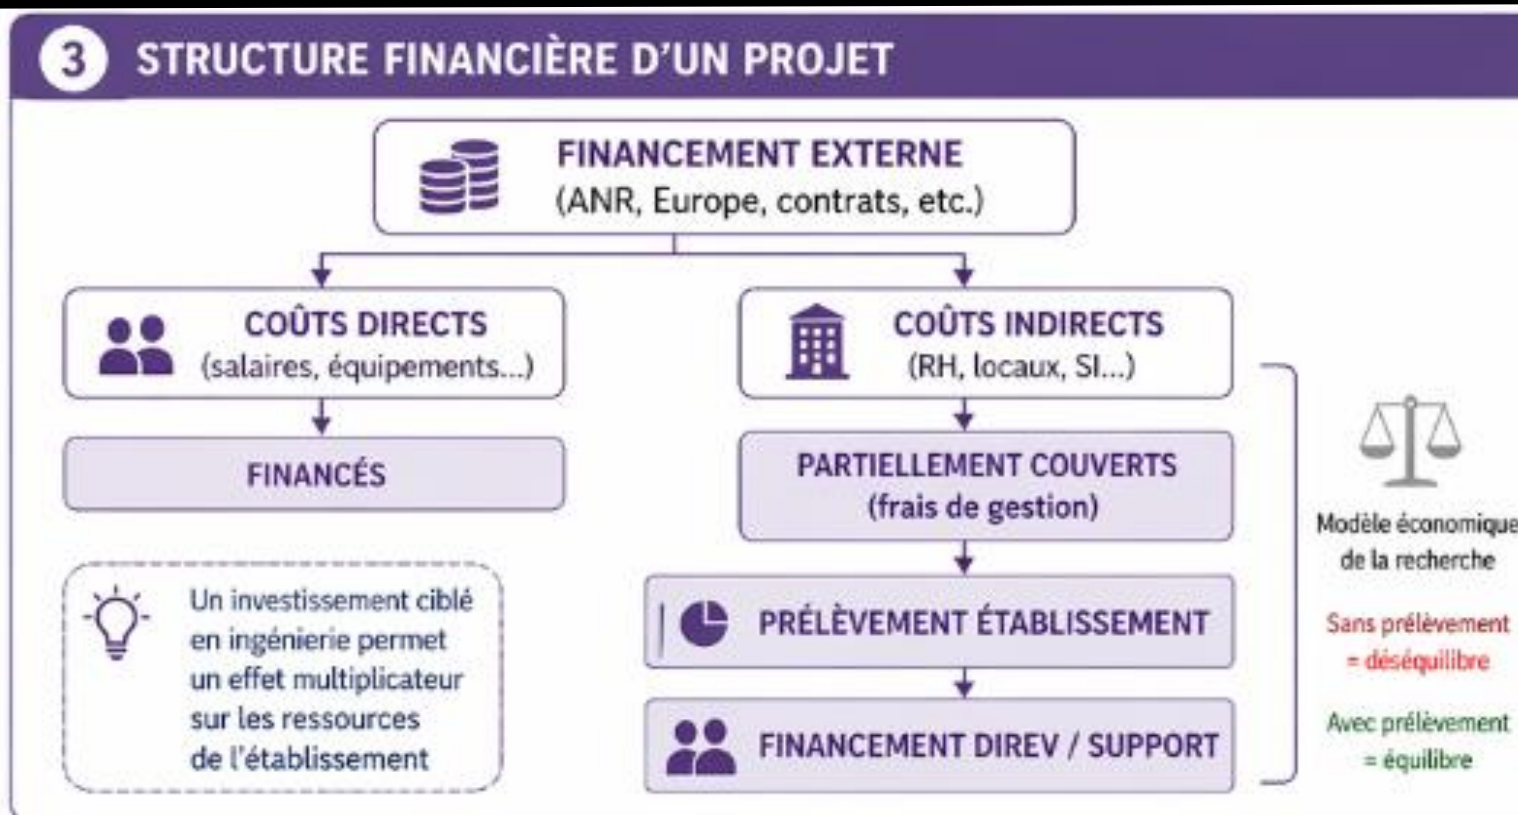 3 STRUCTURE FINANCIÈRE D'UN PROJET
FINANCEMENT EXTERNE
(ANR, Europe, contrats, etc.)
COÛTS DIRECTS
(salaires, équipements...)
FINANCÉS
Un investissement ciblé
en ingénierie permet
un effet multiplicateur
sur les ressources
de l'établissement
COÛTS INDIRECTS
(RH, locaux, SI...)
PARTIELLEMENT COUVERTS
(frais de gestion)
PRÉLÈVEMENT ÉTABLISSEMENT
FINANCEMENT DIREV / SUPPORT
Modèle économique
de la recherche
Sans prélèvement
= déséquilibre
Avec prélèvement
= équilibre